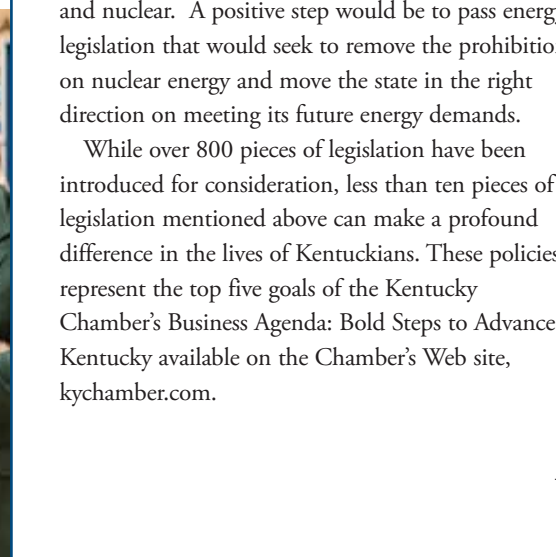 and nuclear.  A positive step would be to pass energy
legislation that would seek to remove the prohibition
on nuclear energy and move the state in the right
direction on meeting its future energy demands.
While over 800 pieces of legislation have been
introduced for consideration, less than ten pieces of
legislation mentioned above can make a profound
difference in the lives of Kentuckians. These policies
represent the top five goals of the Kentucky
Chamber’s Business Agenda: Bold Steps to Advance
Kentucky available on the Chamber’s Web site,
kychamber.com.